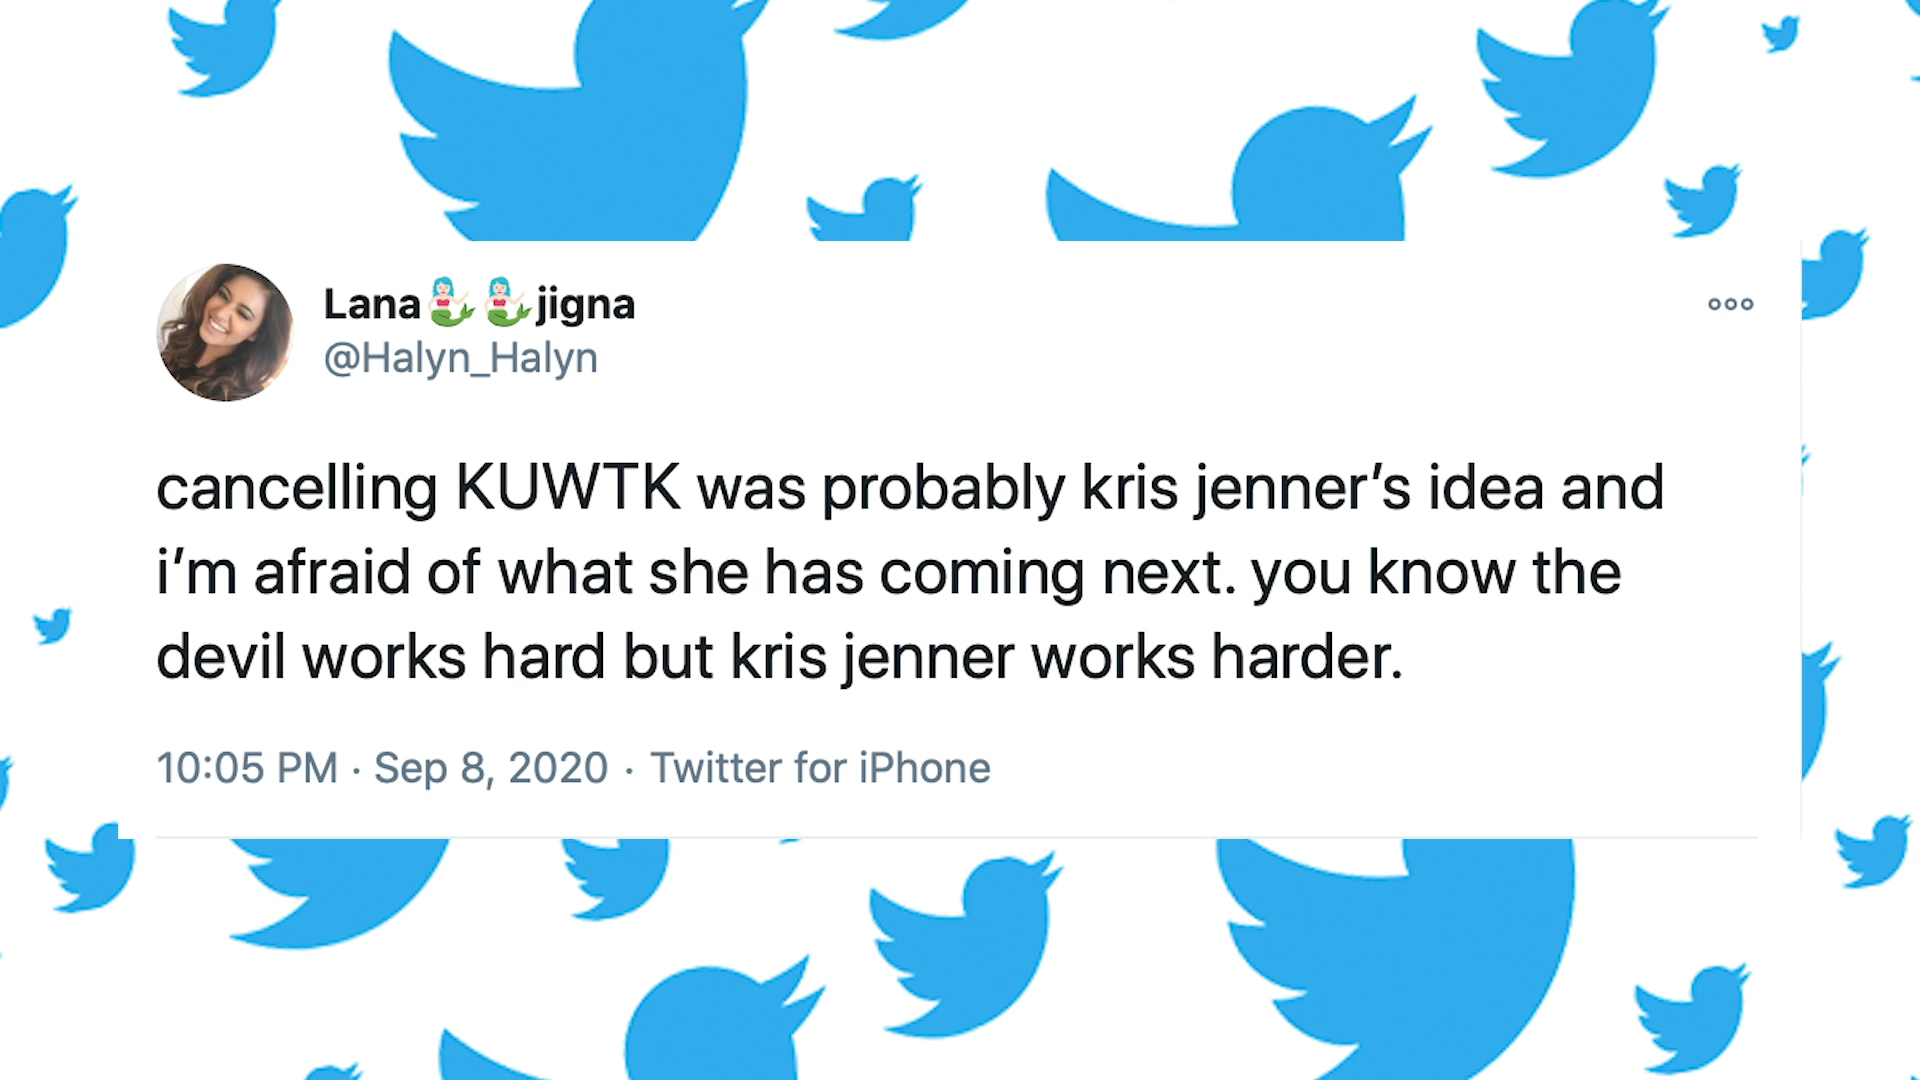 Lana🧜🏻‍♀️🧜🏻‍♀️jigna
@Halyn_Halyn
cancelling KUWTK was probably kris jenner’s idea and
i’m afraid of what she has coming next. you know the
devil works hard but kris jenner works harder.
10:05 PM · Sep 8, 2020 · Twitter for iPhone